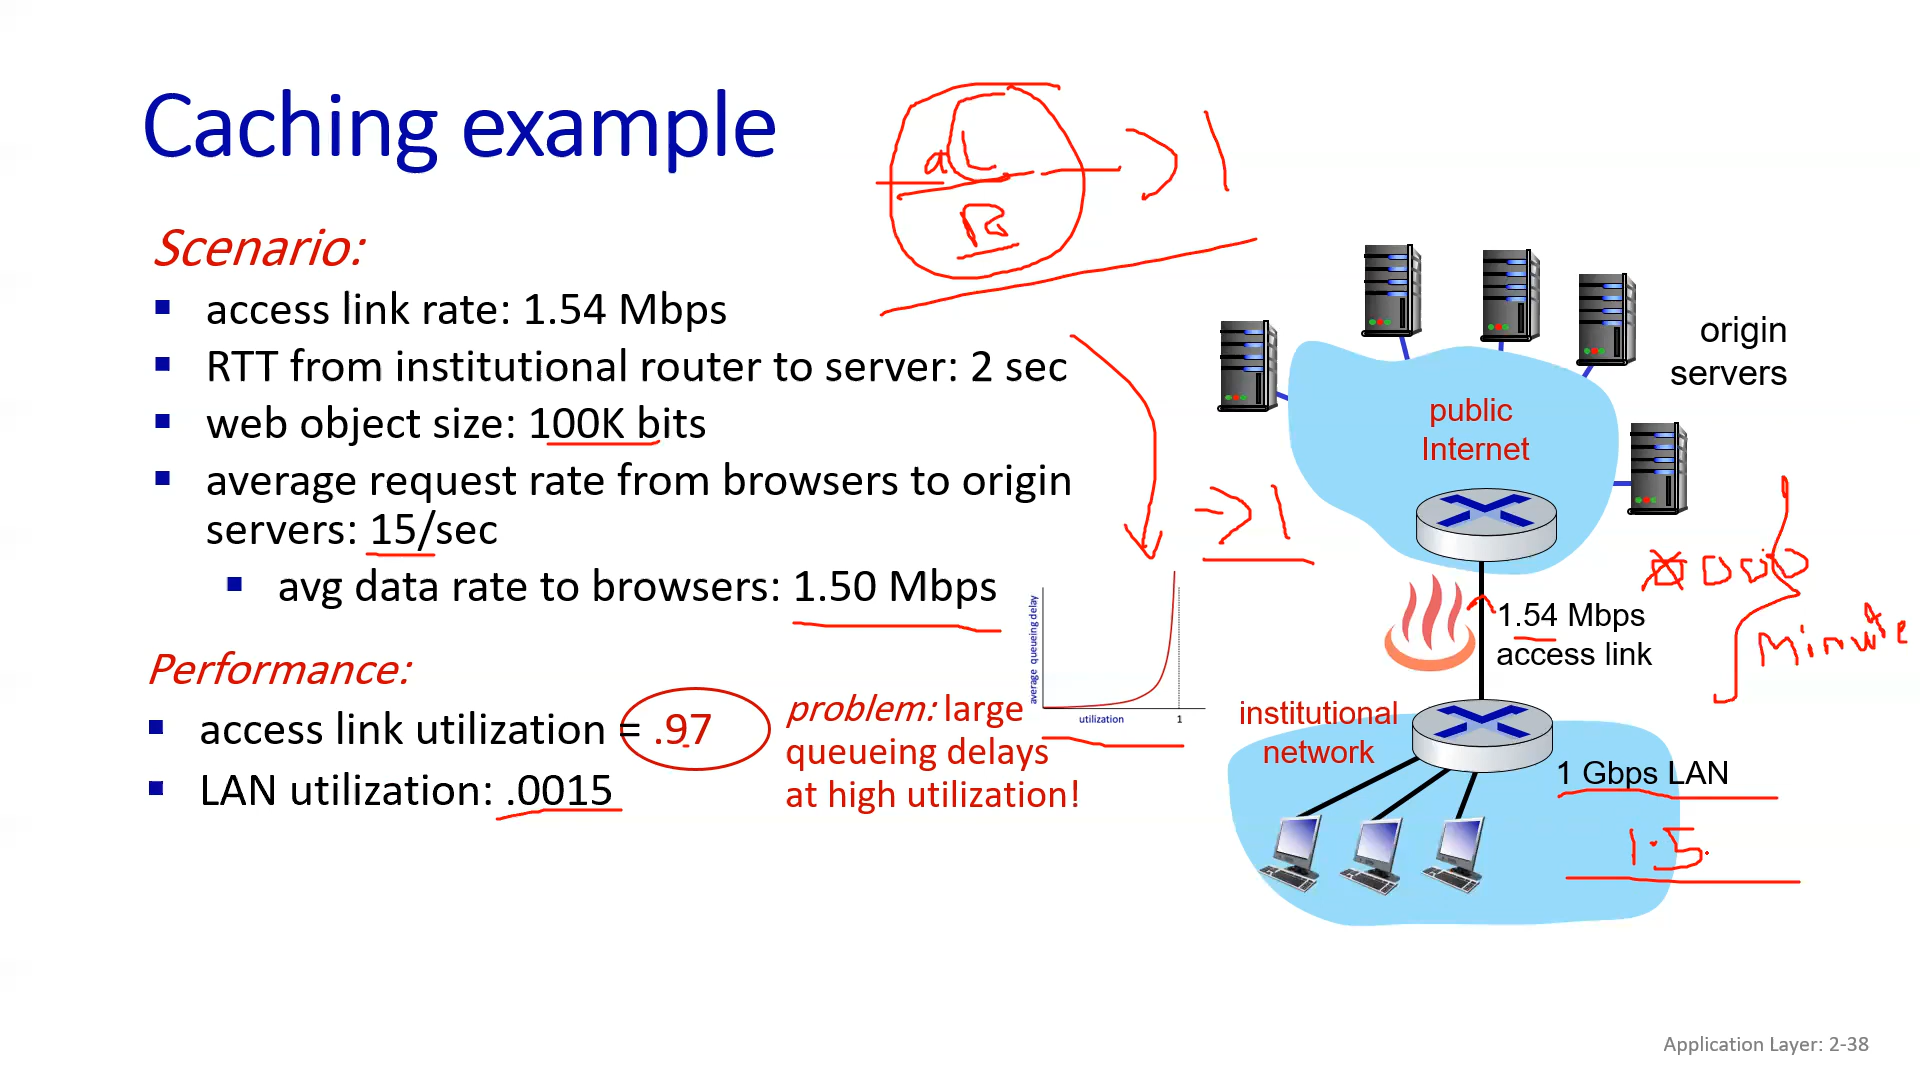 Caching example
aL
R
> 1
Scenario:
access link rate: 1.54 Mbps
RTT from institutional router to server: 2 sec
web object size: 100K bits
average request rate from browsers to origin
servers: 15/sec
avg data rate to browsers: 1.50 Mbps
Performance:
access link utilization = .97
LAN utilization: .0015
problem: large
queueing delays
at high utilization!
average queueing delay
utilization
1
→1
origin
servers
public
Internet
1.54 Mbps
access link
Minute
institutional
network
1 Gbps LAN
1.5
Application Layer: 2-38